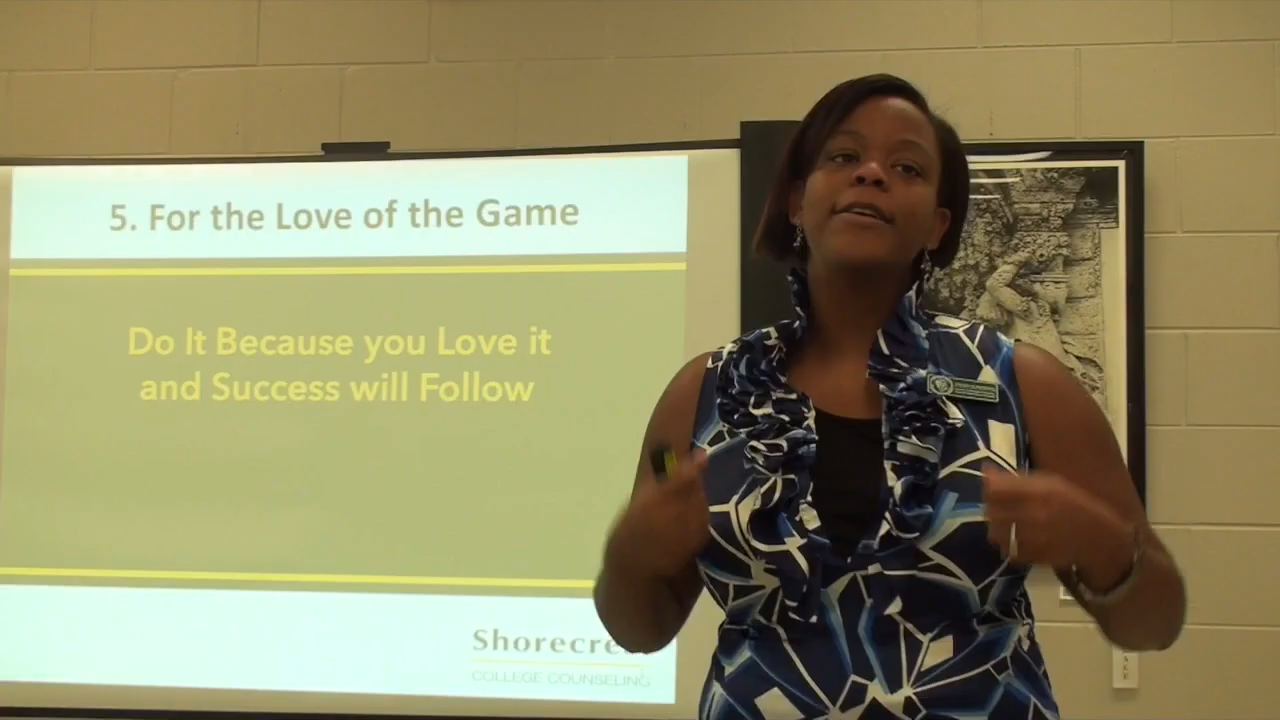 5. For the Love of the Game
Do It Because you Love it
and Success will Follow
Shorecre
COLLEGE COUNSELING